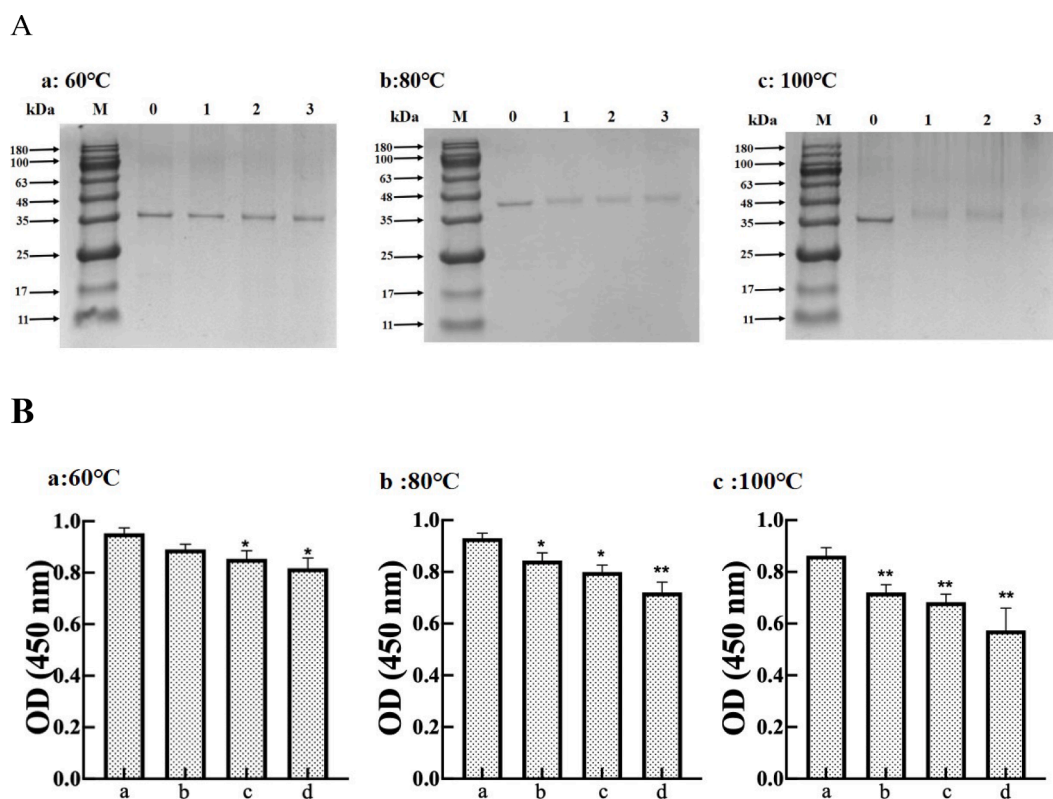 A
a: 60°C
b:80°C
c: 100°C
kDa M 0 1 2 3
kDa M 0 1 2 3
kDa M 0 1 2 3
180
100
63
48
35
25
17
11
180
100
63
48
35
25
17
11
180
100
63
48
35
25
17
11
B
a:60°C
b :80°C
c :100°C
OD (450 nm)
1.0
0.8
0.6
0.4
0.2
0.0
* *
a b c d
OD (450 nm)
1.0
0.8
0.6
0.4
0.2
0.0
* * **
a b c d
OD (450 nm)
1.0
0.8
0.6
0.4
0.2
0.0
** ** **
a b c d